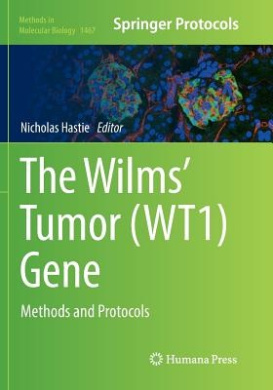 Methods in
Molecular Biology 1467
Springer Protocols
Nicholas Hastie Editor
The Wilms’
Tumor (WT1)
Gene
Methods and Protocols
Humana Press